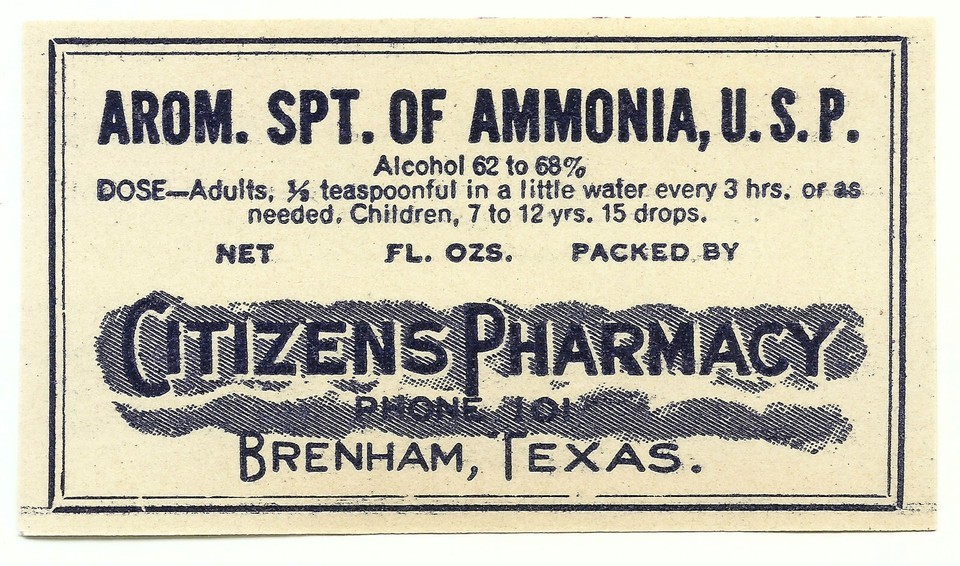 AROM. SPT. OF AMMONIA, U.S.P.
Alcohol 62 to 68%
DOSE—Adults, ½ teaspoonful in a little water every 3 hrs. or as
needed. Children, 7 to 12 yrs. 15 drops.
NET FL. OZS. PACKED BY
CITIZENS PHARMACY
PHONE 101
BRENHAM, TEXAS.